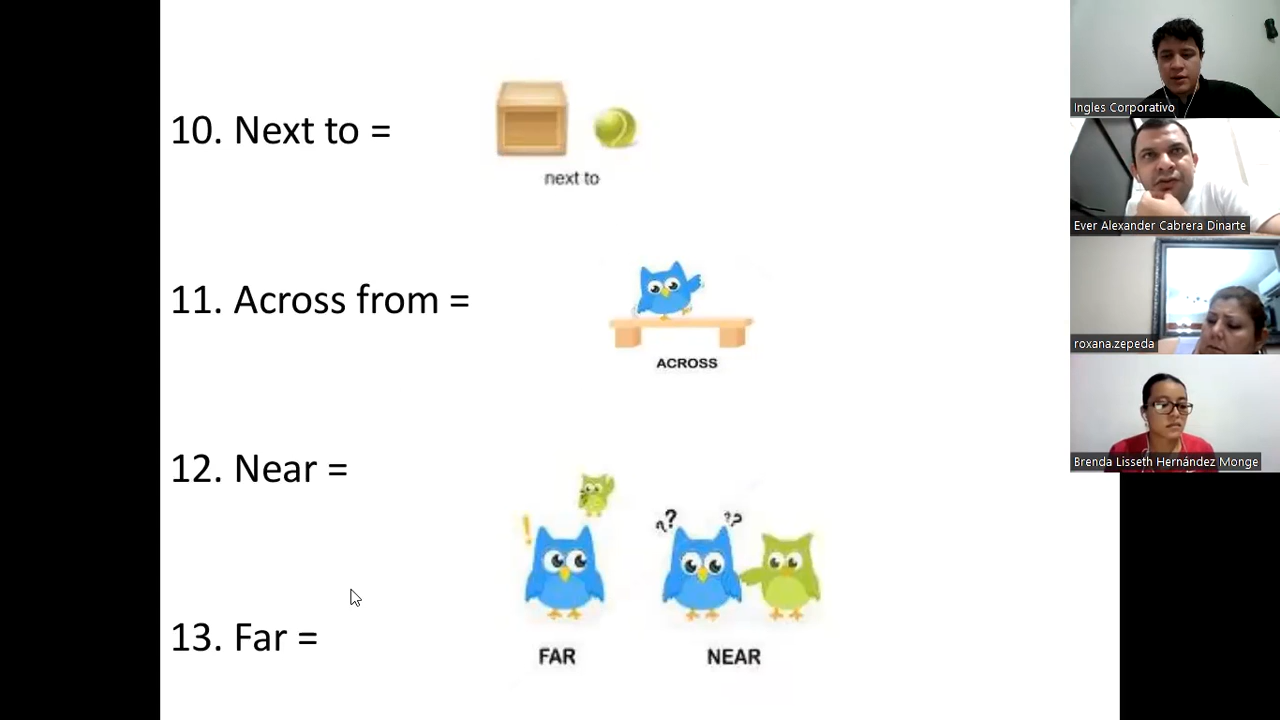 10. Next to =
next to
11. Across from =
ACROSS
12. Near =
13. Far =
FAR
NEAR
Ingles Corporativo
Ever Alexander Cabrera Dinarte
roxana.zepeda
Brenda Lisseth Hernández Monge